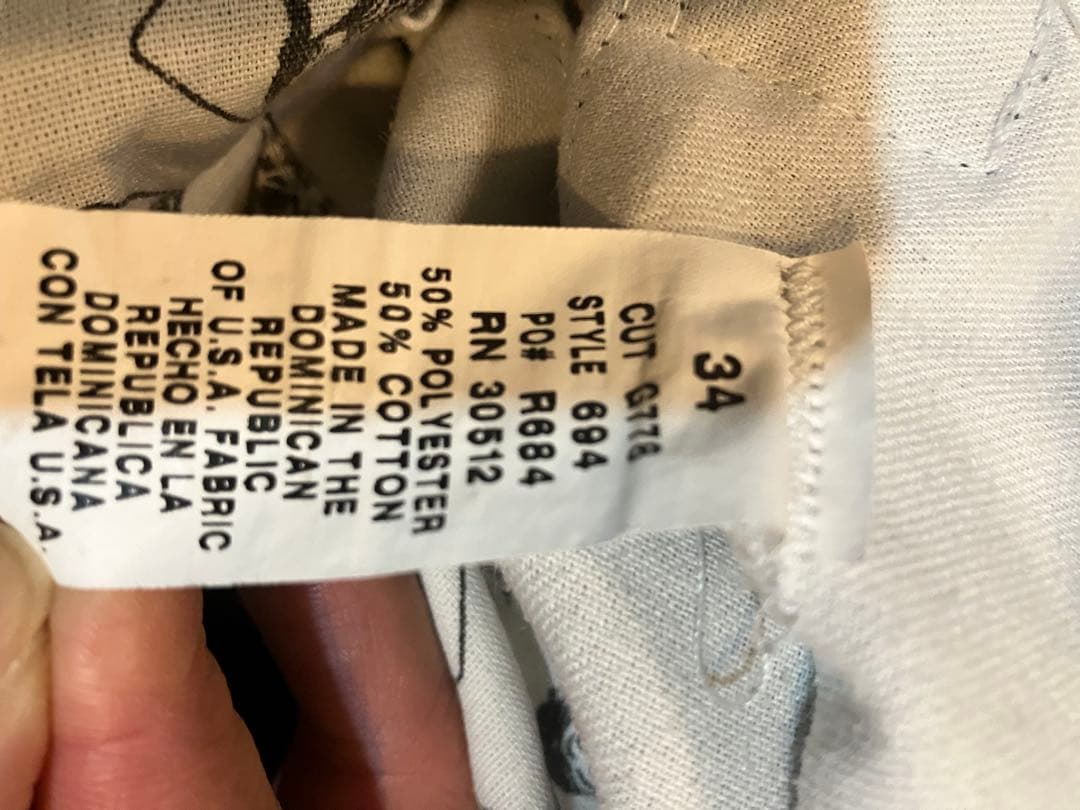 34
CUT G776
STYLE 694
PO# R684
RN 30512
50% POLYESTER
50% COTTON
MADE IN THE
DOMINICAN
REPUBLIC
OF U.S.A. FABRIC
HECHO EN LA
REPUBLICA
DOMINICANA
CON TELA U.S.A.